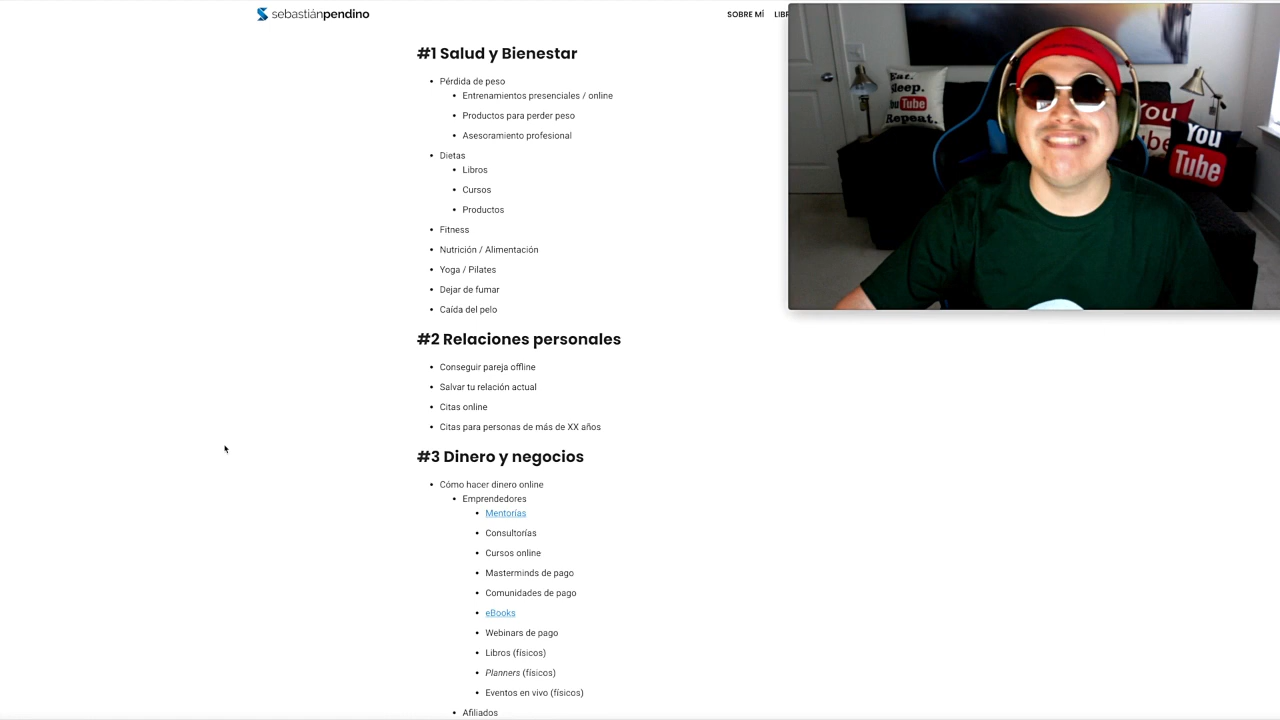 sebastiánpendino
SOBRE MÍ
#1 Salud y Bienestar
Pérdida de peso
Entrenamientos presenciales / online
Productos para perder peso
Asesoramiento profesional
Dietas
Libros
Cursos
Productos
Fitness
Nutrición / Alimentación
Yoga / Pilates
Dejar de fumar
Caída del pelo
#2 Relaciones personales
Conseguir pareja offline
Salvar tu relación actual
Citas online
Citas para personas de más de XX años
#3 Dinero y negocios
Cómo hacer dinero online
Emprendedores
Mentorías
Consultorías
Cursos online
Masterminds de pago
Comunidades de pago
eBooks
Webinars de pago
Libros (físicos)
Planners (físicos)
Eventos en vivo (físicos)
Afiliados
Eat.
Sleep.
YouTube
Repeat.
You
You
Tube